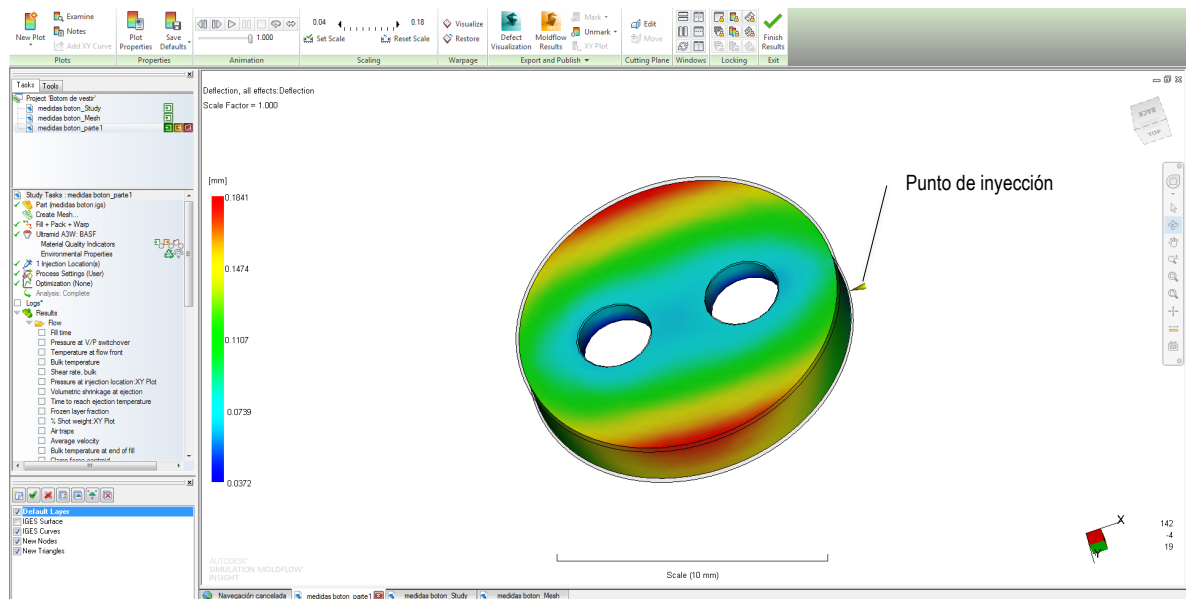 New Plot
Examine
Notes
Add XY Curve
Plots
Plot Properties
Save Defaults
Properties
1.000
Animation
0.04
0.18
Set Scale
Reset Scale
Scaling
Visualize
Restore
Warpage
Defect Visualization
Moldflow Results
Mark
Unmark
XY Plot
Export and Publish
Edit
Move
Cutting Plane
Windows
Locking
Finish Results
Exit
Tasks
Tools
Project 'Botom de vestir'
medidas boton_Study
medidas boton_Mesh
medidas boton_parte1
Study Tasks : medidas boton_parte1
Part (medidas boton.igs)
Create Mesh...
Fill + Pack + Warp
Ultramid A3W: BASF
Material Quality Indicators
Environmental Properties
1 Injection Location(s)
Process Settings (User)
Optimization (None)
Analysis: Complete
Logs*
Results
Flow
Fill time
Pressure at V/P switchover
Temperature at flow front
Bulk temperature
Shear rate, bulk
Pressure at injection location:XY Plot
Volumetric shrinkage at ejection
Time to reach ejection temperature
Frozen layer fraction
% Shot weight:XY Plot
Air traps
Average velocity
Bulk temperature at end of fill
Clamp force centroid
Default Layer
IGES Surface
IGES Curves
New Nodes
New Triangles
Deflection, all effects:Deflection
Scale Factor = 1.000
[mm]
0.1841
0.1474
0.1107
0.0739
0.0372
Punto de inyección
BACK
TOP
AUTODESK
SIMULATION MOLDFLOW
INSIGHT
Scale (10 mm)
X
Y
142
-4
19
Navegación cancelada
medidas boton_parte1
medidas boton_Study
medidas boton_Mesh